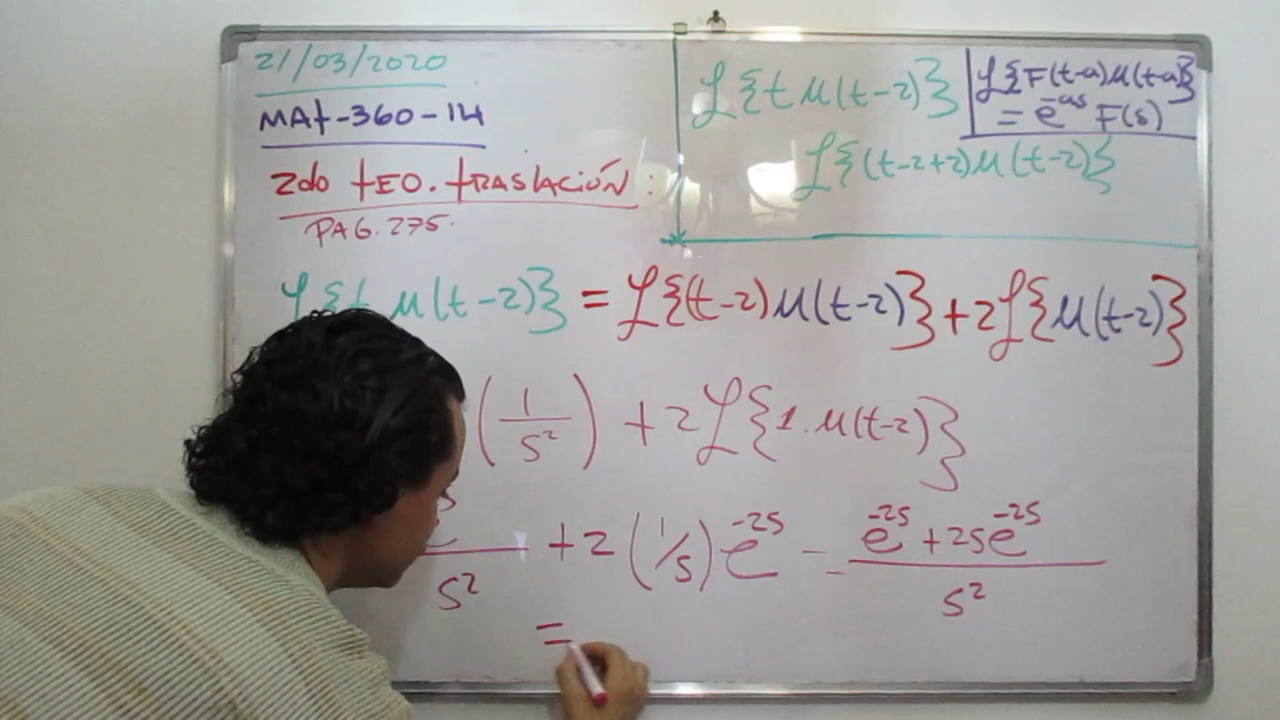 21/03/2020
MAt-360-14
2do tEO. tRASlACIÓN:
PAG. 275.
ℒ{t μ(t-2)}
ℒ{F(t-a)μ(t-a)}
= e^-as F(s)
ℒ{(t-2+2)μ(t-2)}
μ(t-2)} = ℒ{(t-2)μ(t-2)} + 2ℒ{μ(t-2)}
(1/s²) + 2ℒ{1.μ(t-2)}
s² + 2(1/s)e^-2s = e^-2s + 2se^-2s / s²
=